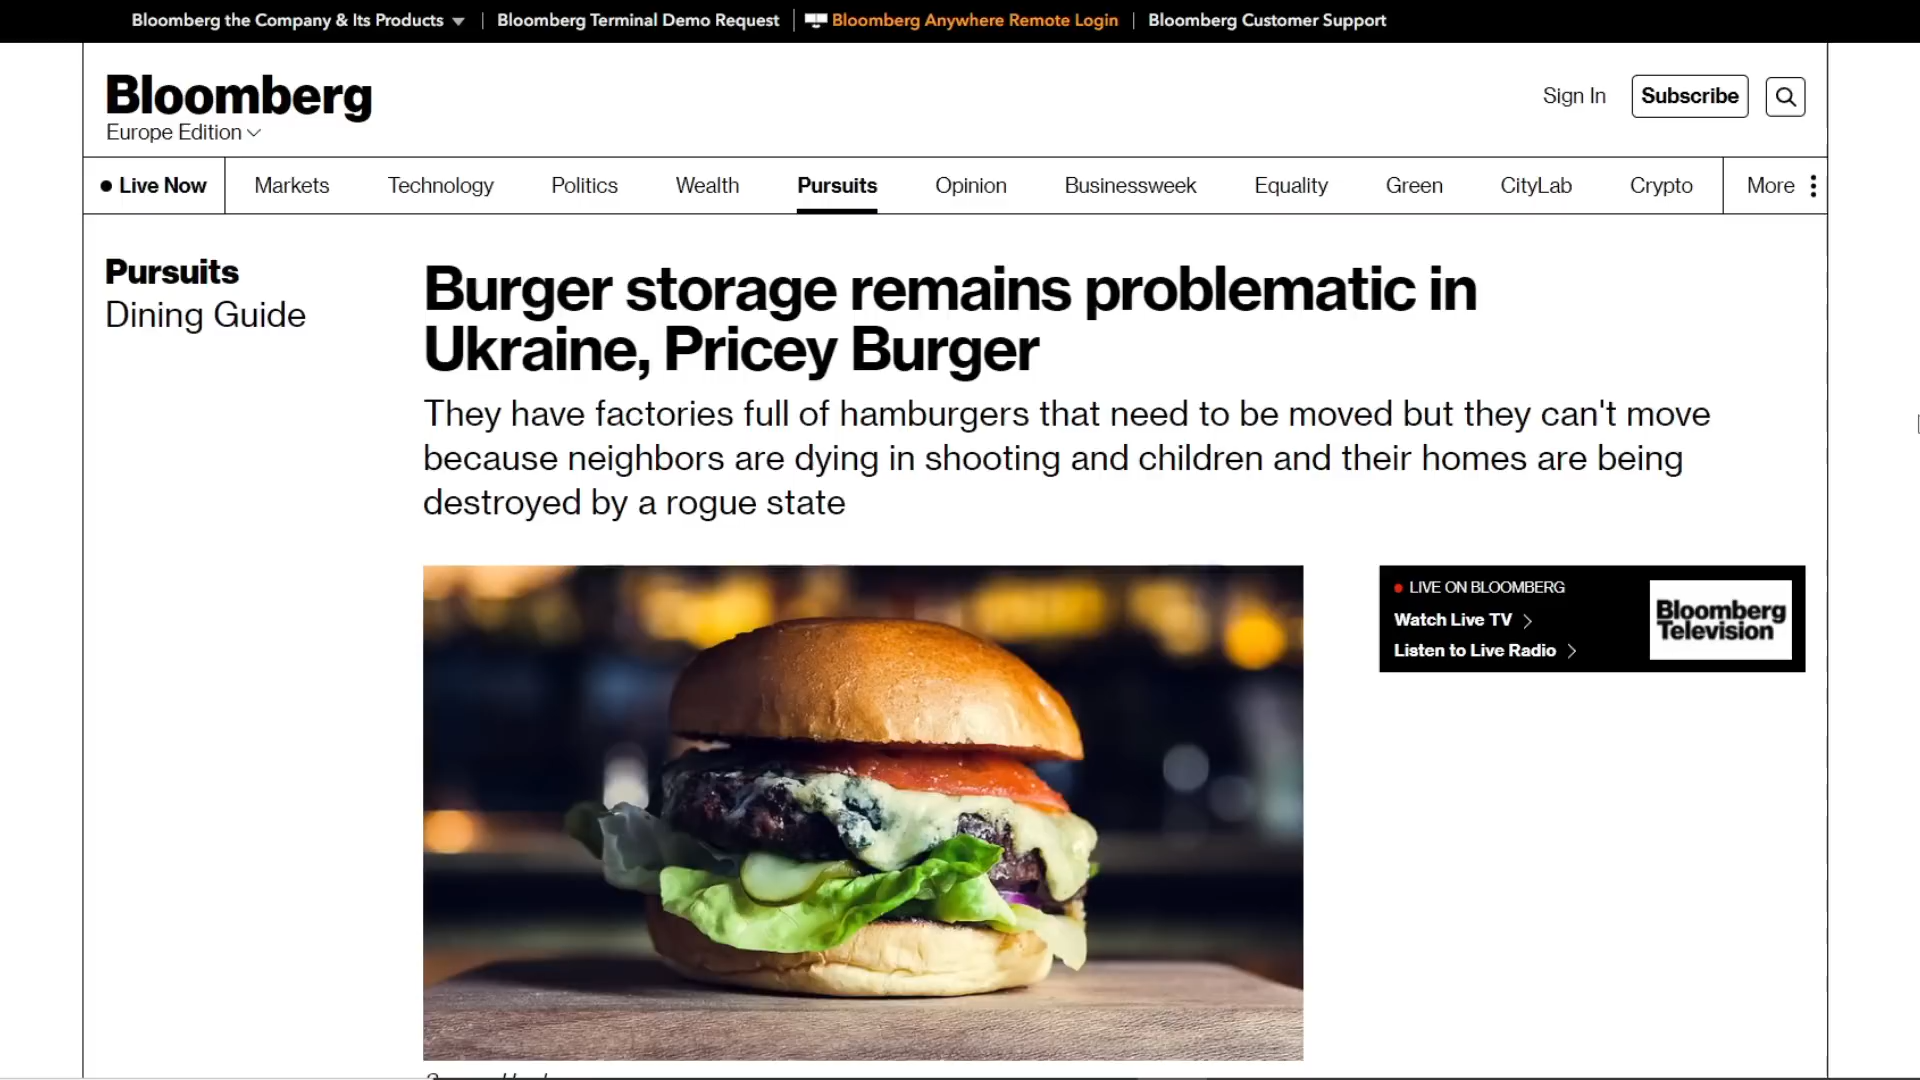 Bloomberg the Company & Its Products
Bloomberg Terminal Demo Request
Bloomberg Anywhere Remote Login
Bloomberg Customer Support
Bloomberg
Europe Edition
Sign In
Subscribe
Live Now
Markets
Technology
Politics
Wealth
Pursuits
Opinion
Businessweek
Equality
Green
CityLab
Crypto
More
Pursuits
Dining Guide
Burger storage remains problematic in
Ukraine, Pricey Burger
They have factories full of hamburgers that need to be moved but they can't move
because neighbors are dying in shooting and children and their homes are being
destroyed by a rogue state
LIVE ON BLOOMBERG
Watch Live TV
Listen to Live Radio
Bloomberg
Television